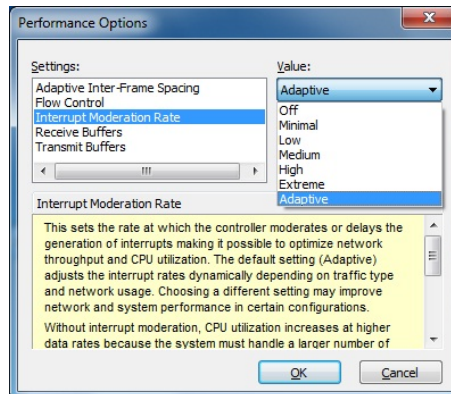 Performance Options
Settings:
Value:
Adaptive Inter-Frame Spacing
Flow Control
Interrupt Moderation Rate
Receive Buffers
Transmit Buffers
Adaptive
Off
Minimal
Low
Medium
High
Extreme
Adaptive
Interrupt Moderation Rate
This sets the rate at which the controller moderates or delays the
generation of interrupts making it possible to optimize network
throughput and CPU utilization. The default setting (Adaptive)
adjusts the interrupt rates dynamically depending on traffic type
and network usage. Choosing a different setting may improve
network and system performance in certain configurations.
Without interrupt moderation, CPU utilization increases at higher
data rates because the system must handle a larger number of
OK
Cancel